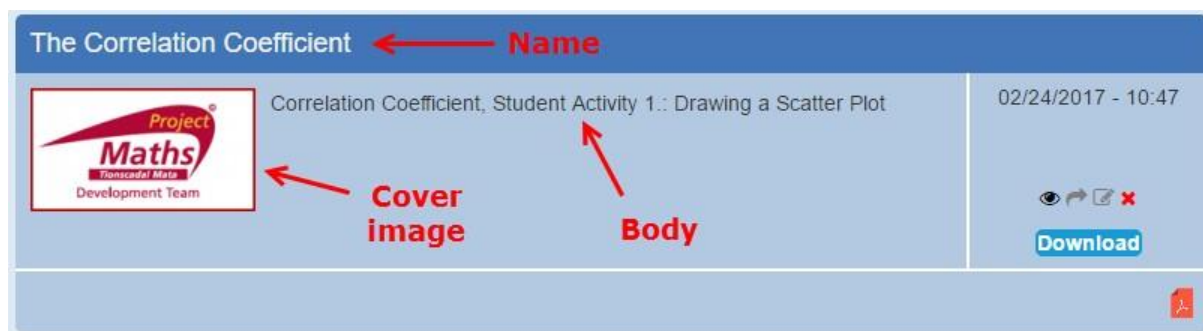 The Correlation Coefficient
Name
Project
Maths
Tionscadal Mata
Development Team
Correlation Coefficient, Student Activity 1.: Drawing a Scatter Plot
02/24/2017 - 10:47
Cover
image
Body
Download